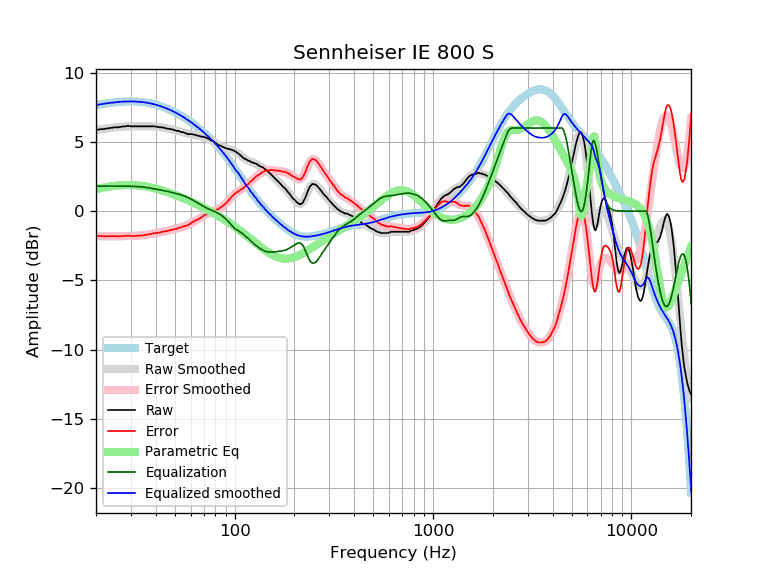 Sennheiser IE 800 S
Amplitude (dBr)
10
5
0
−5
−10
−15
−20
Target
Raw Smoothed
Error Smoothed
Raw
Error
Parametric Eq
Equalization
Equalized smoothed
100
1000
10000
Frequency (Hz)